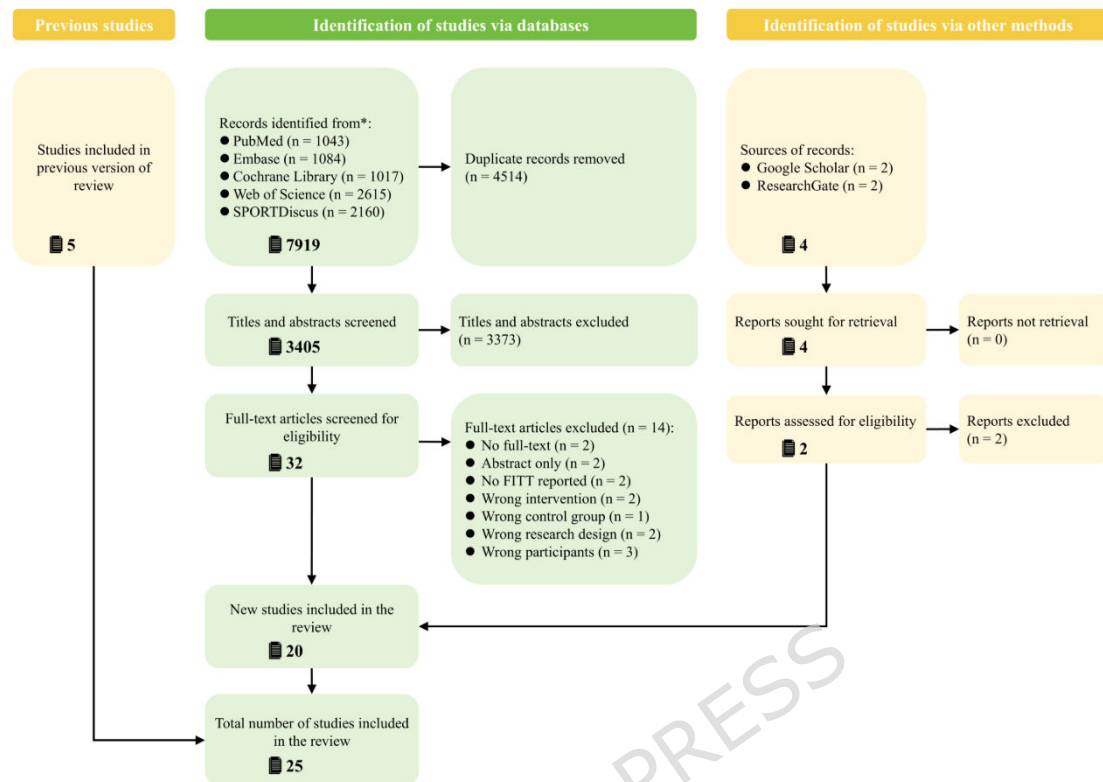 Previous studies
Identification of studies via databases
Identification of studies via other methods
Studies included in
previous version of
review
5
Records identified from*:
● PubMed (n = 1043)
● Embase (n = 1084)
● Cochrane Library (n = 1017)
● Web of Science (n = 2615)
● SPORTDiscus (n = 2160)
7919
Duplicate records removed
(n = 4514)
Sources of records:
● Google Scholar (n = 2)
● ResearchGate (n = 2)
4
Titles and abstracts screened
3405
Titles and abstracts excluded
(n = 3373)
Reports sought for retrieval
4
Reports not retrieval
(n = 0)
Full-text articles screened for
eligibility
32
Full-text articles excluded (n = 14):
● No full-text (n = 2)
● Abstract only (n = 2)
● No FITT reported (n = 2)
● Wrong intervention (n = 2)
● Wrong control group (n = 1)
● Wrong research design (n = 2)
● Wrong participants (n = 3)
Reports assessed for eligibility
2
Reports excluded
(n = 2)
New studies included in the
review
20
Total number of studies included
in the review
25
PRESS